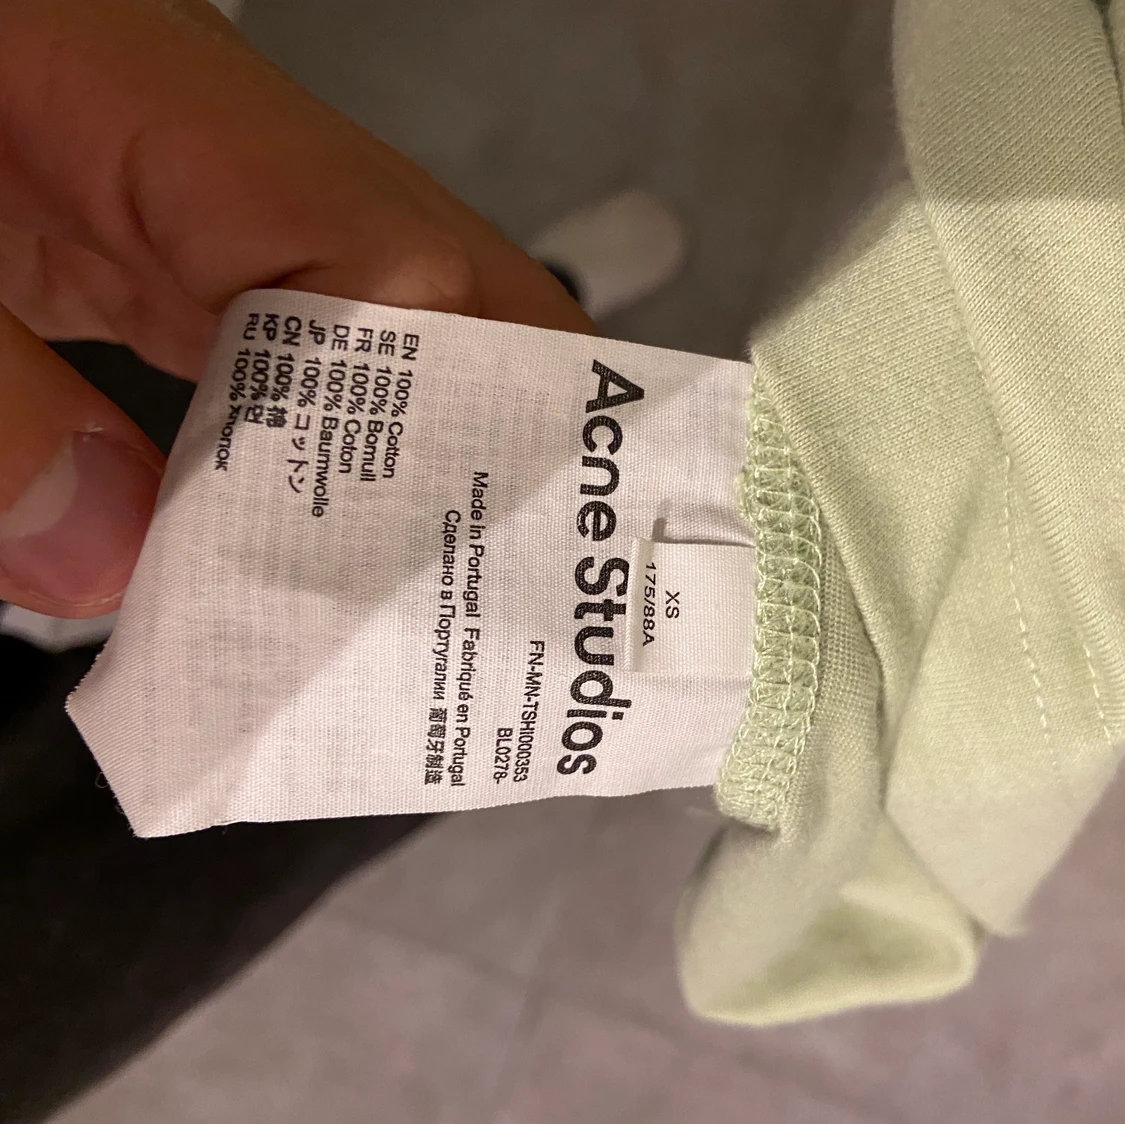 XS
175/88A
Acne Studios
FN-MN-TSHI000353
BL0278-
Made in Portugal Fabriqué en Portugal
Сделано в Португалии 葡萄牙制造
EN 100% Cotton
SE 100% Bomull
FR 100% Coton
DE 100% Baumwolle
JP 100% コットン
CN 100% 棉
KP 100% 면
RU 100% Хлопок